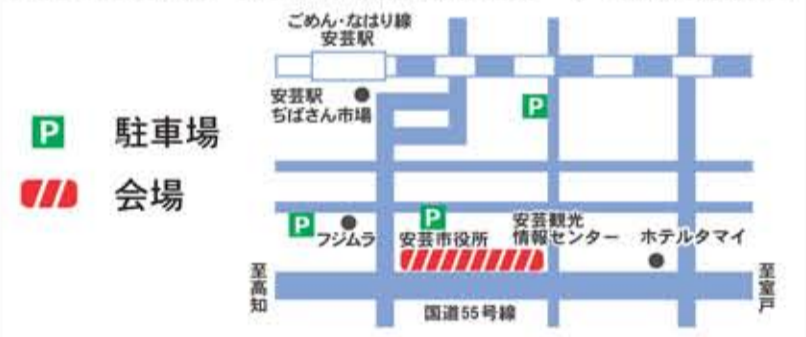 ごめん・なはり線
安芸駅
安芸駅
ぢばさん市場
P
P 駐車場
会場
P
フジムラ
P
安芸市役所
安芸観光
情報センター
ホテルタマイ
至高知
至室戸
国道55号線